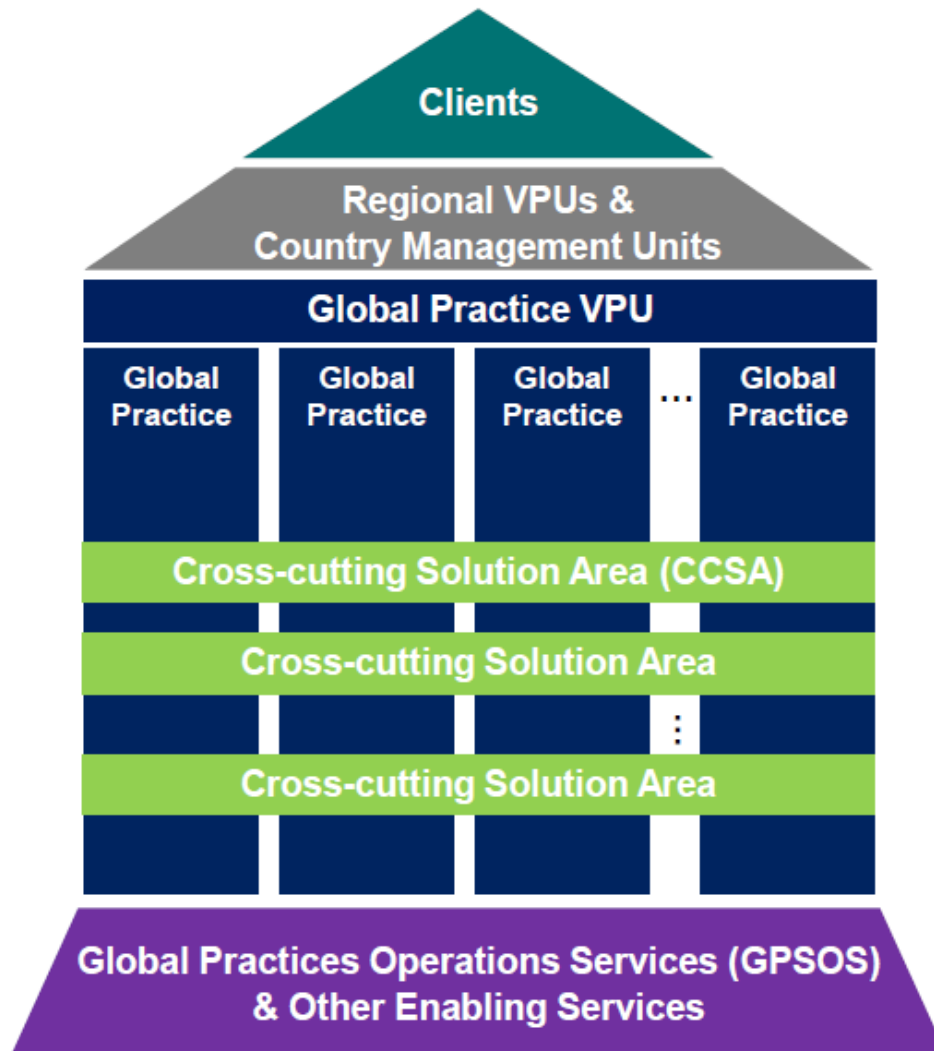 Clients
Regional VPUs &
Country Management Units
Global Practice VPU
Global Practice
Global Practice
Global Practice
...
Global Practice
Cross-cutting Solution Area (CCSA)
Cross-cutting Solution Area
⋮
Cross-cutting Solution Area
Global Practices Operations Services (GPSOS)
& Other Enabling Services